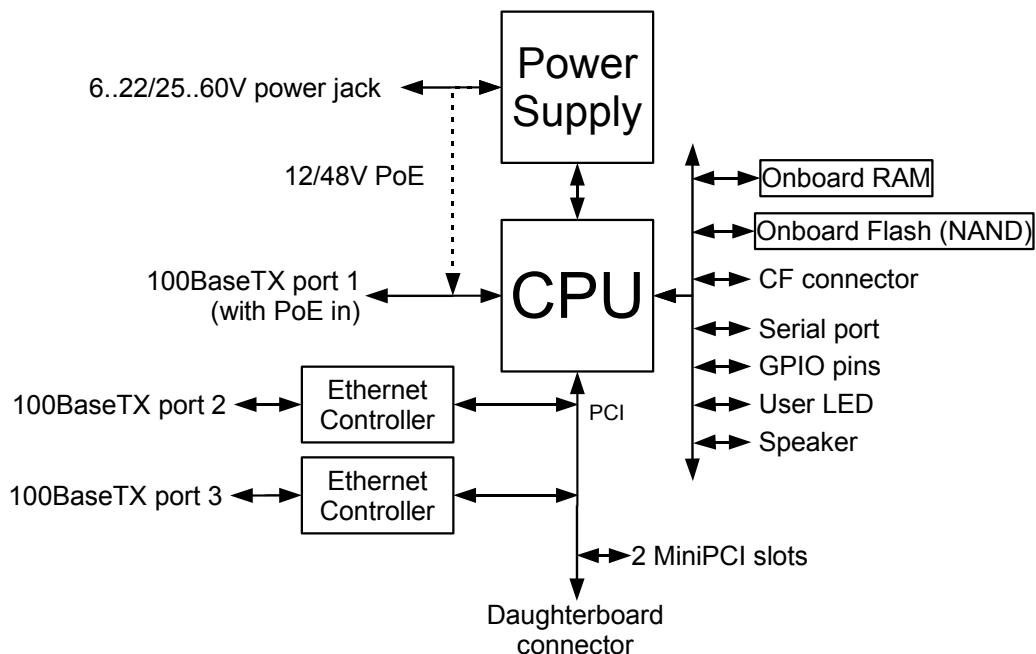 Power
Supply
6..22/25..60V power jack
12/48V PoE
Onboard RAM
Onboard Flash (NAND)
CPU
100BaseTX port 1
(with PoE in)
CF connector
Serial port
GPIO pins
User LED
Speaker
Ethernet
Controller
100BaseTX port 2
PCI
Ethernet
Controller
100BaseTX port 3
2 MiniPCI slots
Daughterboard
connector